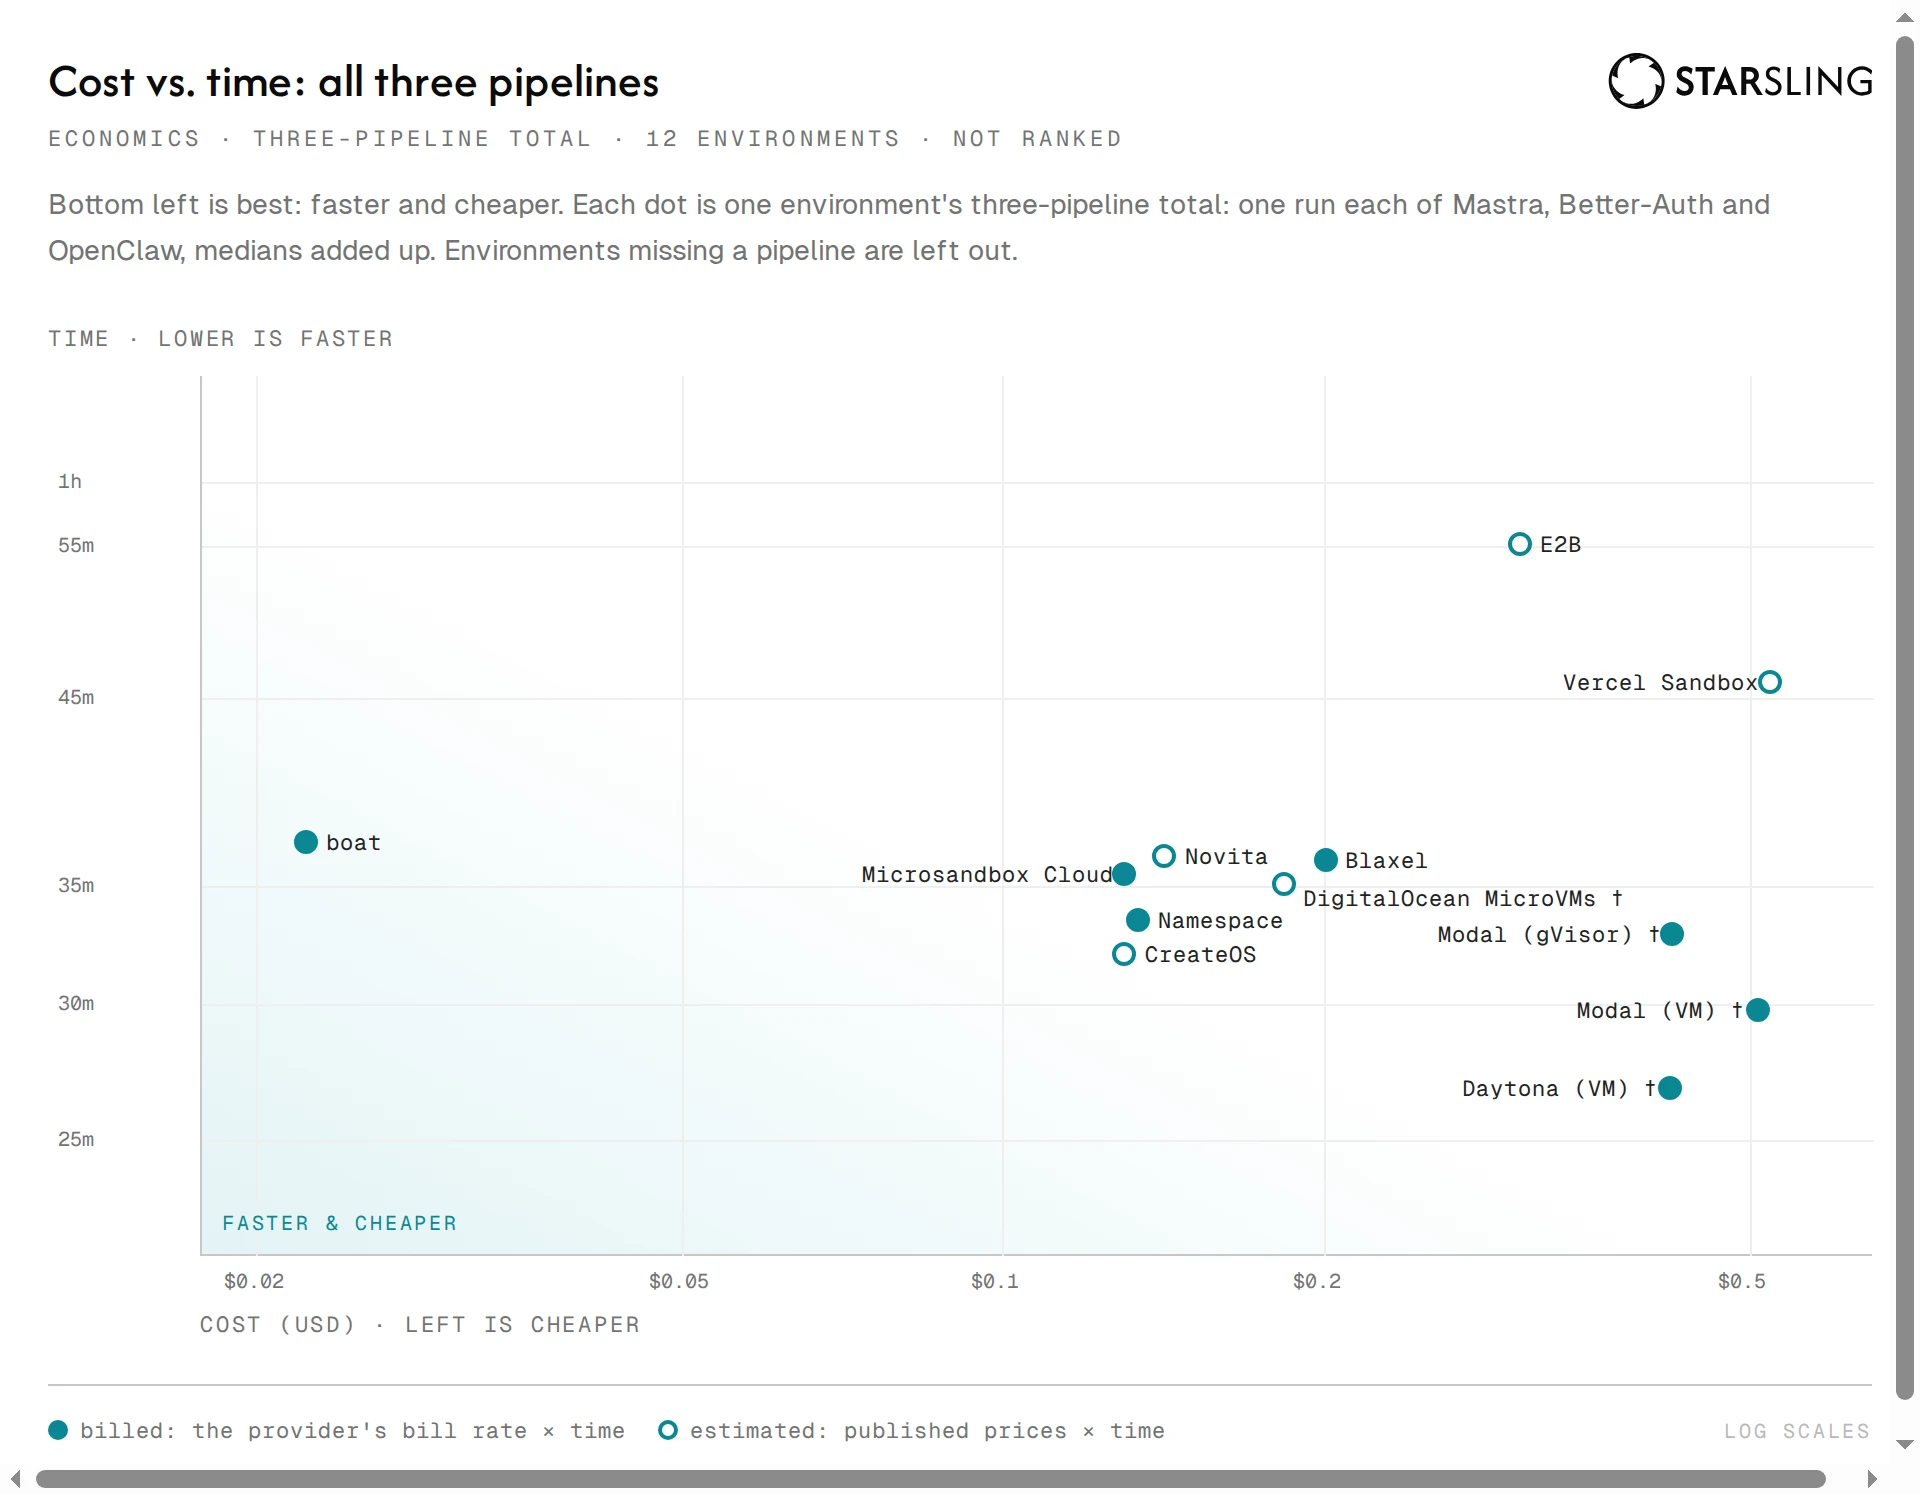 Cost vs. time: all three pipelines
STARSLING
ECONOMICS · THREE-PIPELINE TOTAL · 12 ENVIRONMENTS · NOT RANKED
Bottom left is best: faster and cheaper. Each dot is one environment's three-pipeline total: one run each of Mastra, Better-Auth and
OpenClaw, medians added up. Environments missing a pipeline are left out.
TIME · LOWER IS FASTER
1h
55m
E2B
Vercel Sandbox
45m
boat
Novita
Blaxel
Microsandbox Cloud
35m
DigitalOcean MicroVMs †
Namespace
Modal (gVisor) †
CreateOS
30m
Modal (VM) †
Daytona (VM) †
25m
FASTER & CHEAPER
$0.02
$0.05
$0.1
$0.2
$0.5
COST (USD) · LEFT IS CHEAPER
billed: the provider's bill rate × time
estimated: published prices × time
LOG SCALES